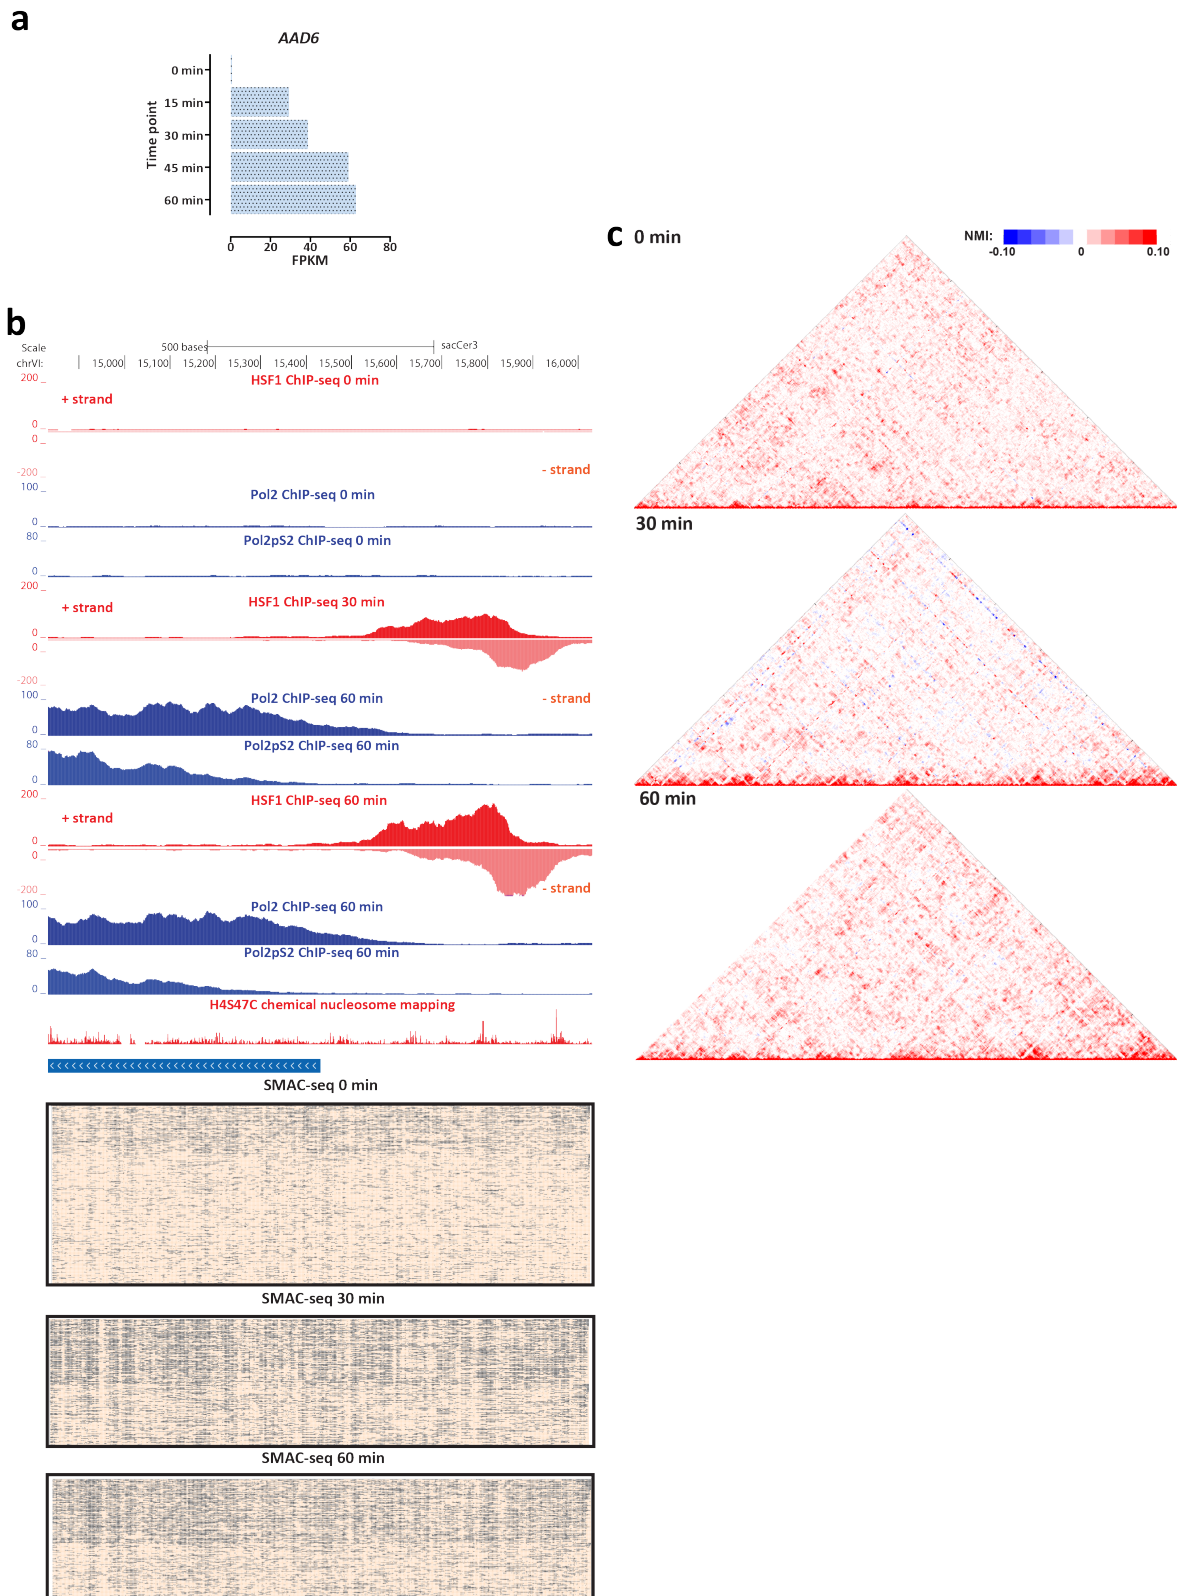 a
AAD6
Time point
0 min
15 min
30 min
45 min
60 min
0 20 40 60 80
FPKM
b
Scale 500 bases sacCer3
chrVI: 15,000 15,100 15,200 15,300 15,400 15,500 15,600 15,700 15,800 15,900 16,000
HSF1 ChIP-seq 0 min
200
+ strand
0
0
- strand
-200
Pol2 ChIP-seq 0 min
100
0
Pol2pS2 ChIP-seq 0 min
80
0
HSF1 ChIP-seq 30 min
200
+ strand
0
0
-200
- strand
Pol2 ChIP-seq 60 min
100
0
Pol2pS2 ChIP-seq 60 min
80
0
HSF1 ChIP-seq 60 min
200
+ strand
0
0
- strand
-200
Pol2 ChIP-seq 60 min
100
0
Pol2pS2 ChIP-seq 60 min
80
0
H4S47C chemical nucleosome mapping
SMAC-seq 0 min
SMAC-seq 30 min
SMAC-seq 60 min
c
0 min
NMI:
-0.10 0 0.10
30 min
60 min